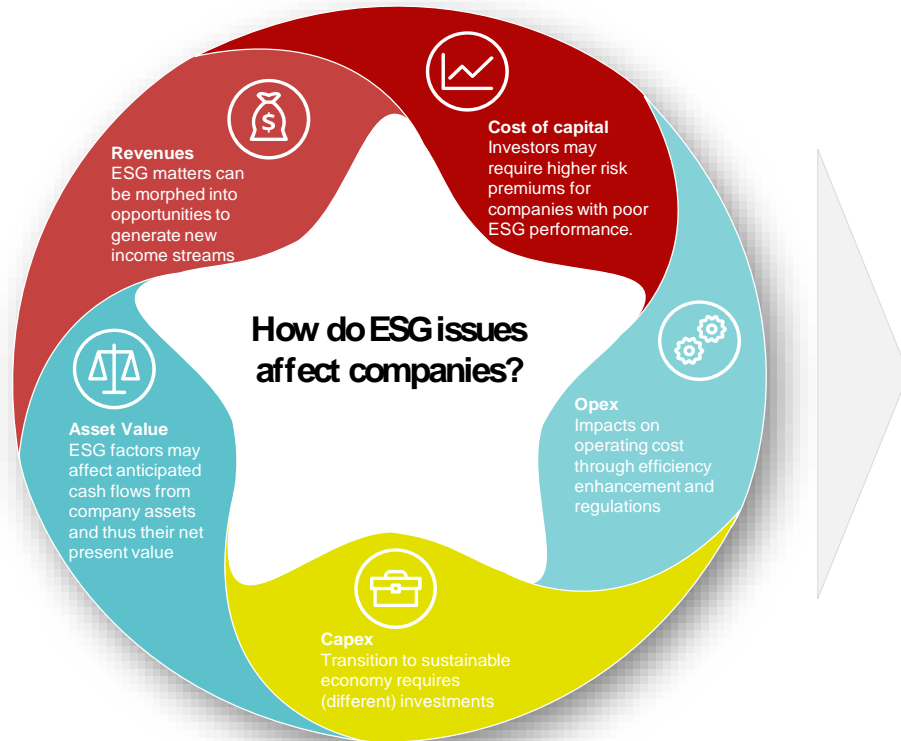 Cost of capital
Investors may
require higher risk
premiums for
companies with poor
ESG performance.
Revenues
ESG matters can
be morphed into
opportunities to
generate new
income streams
$
How do ESG issues
affect companies?
Opex
Impacts on
operating cost
through efficiency
enhancement and
regulations
Asset Value
ESG factors may
affect anticipated
cash flows from
company assets
and thus their net
present value
Capex
Transition to sustainable
economy requires
(different) investments